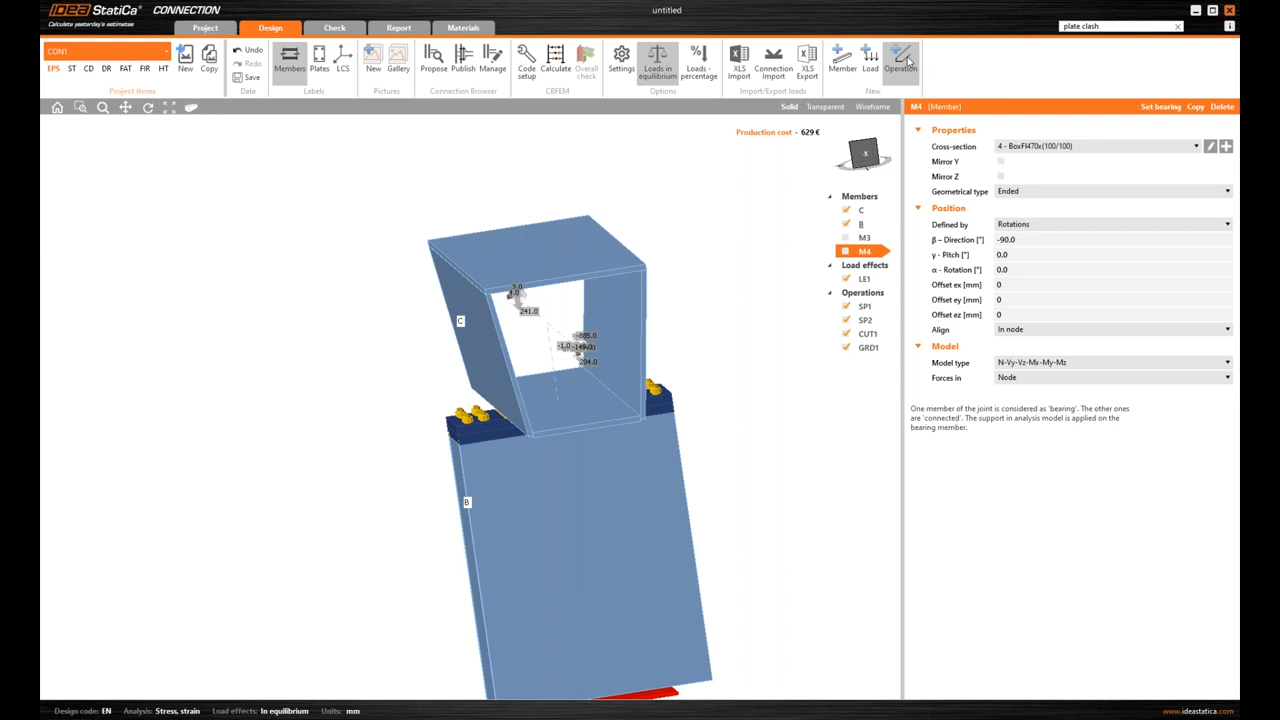 IDEA StatiCa® CONNECTION
Calculate yesterday's estimates
untitled
plate clash
Project Design Check Report Materials
CON1
EPS ST CD DR FAT FIR HT
New Copy
Project items
Undo
Redo
Save
Data
Members Plates LCS
Labels
New Gallery
Pictures
Propose Publish Manage
Connection Browser
Code setup Calculate Overall check
CBFEM
Settings Loads in equilibrium Loads - percentage
Options
XLS Import Connection Import XLS Export
Import/Export loads
Member Load Operation
New
Solid Transparent Wireframe
Production cost - 629 €
-X
Members
C
B
M3
M4
Load effects
LE1
Operations
SP1
SP2
CUT1
GRD1
C
B
241.0
-885.0
-1.0
204.0
M4 [Member]
Set bearing Copy Delete
Properties
Cross-section 4 - BoxFl470x(100/100)
Mirror Y
Mirror Z
Geometrical type Ended
Position
Defined by Rotations
β – Direction [°] -90.0
γ - Pitch [°] 0.0
α - Rotation [°] 0.0
Offset ex [mm] 0
Offset ey [mm] 0
Offset ez [mm] 0
Align In node
Model
Model type N-Vy-Vz-Mx-My-Mz
Forces in Node
One member of the joint is considered as 'bearing'. The other ones
are 'connected'. The support in analysis model is applied on the
bearing member.
Design code: EN Analysis: Stress, strain Load effects: In equilibrium Units: mm
www.ideastatica.com